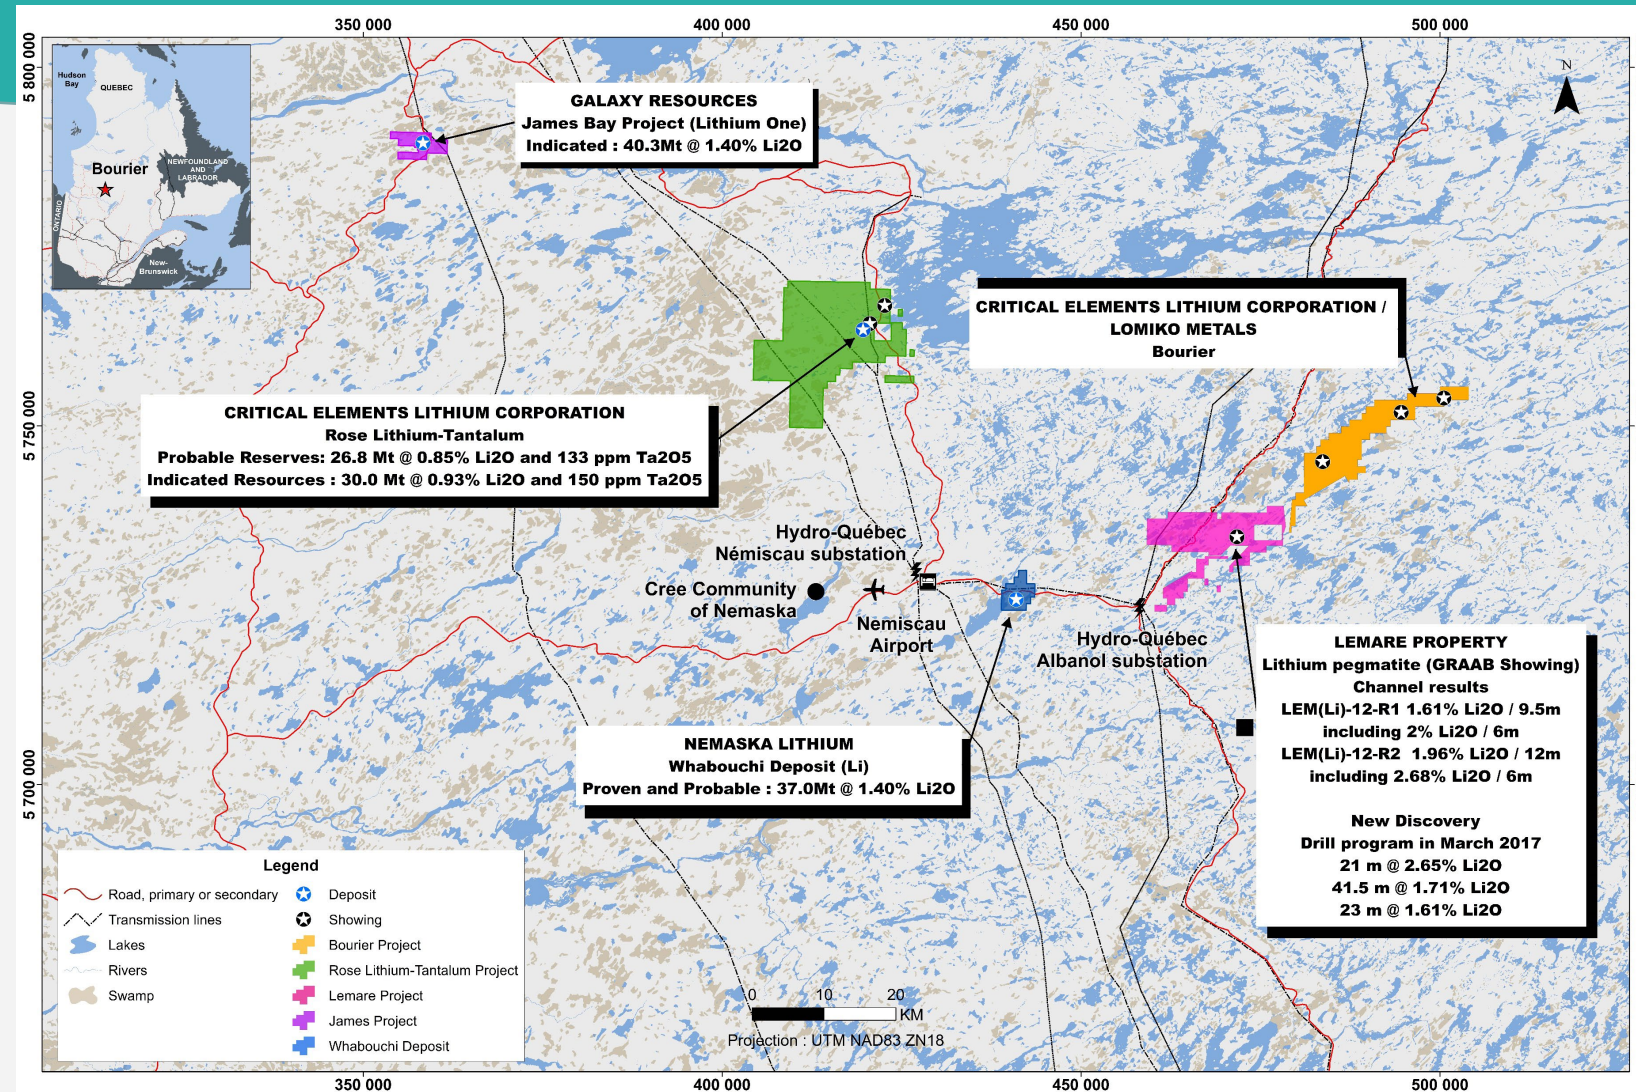 350 000
400 000
450 000
500 000
5 800 000
5 750 000
5 700 000
Hudson
Bay
QUEBEC
Bourier
NEWFOUNDLAND
AND
LABRADOR
ONTARIO
New-
Brunswick
N
GALAXY RESOURCES
James Bay Project (Lithium One)
Indicated : 40.3Mt @ 1.40% Li2O
CRITICAL ELEMENTS LITHIUM CORPORATION /
LOMIKO METALS
Bourier
CRITICAL ELEMENTS LITHIUM CORPORATION
Rose Lithium-Tantalum
Probable Reserves: 26.8 Mt @ 0.85% Li2O and 133 ppm Ta2O5
Indicated Resources : 30.0 Mt @ 0.93% Li2O and 150 ppm Ta2O5
Hydro-Québec
Némiscau substation
Cree Community
of Nemaska
Nemiscau
Airport
Hydro-Québec
Albanol substation
LEMARE PROPERTY
Lithium pegmatite (GRAAB Showing)
Channel results
LEM(Li)-12-R1 1.61% Li2O / 9.5m
including 2% Li2O / 6m
LEM(Li)-12-R2 1.96% Li2O / 12m
including 2.68% Li2O / 6m
New Discovery
Drill program in March 2017
21 m @ 2.65% Li2O
41.5 m @ 1.71% Li2O
23 m @ 1.61% Li2O
NEMASKA LITHIUM
Whabouchi Deposit (Li)
Proven and Probable : 37.0Mt @ 1.40% Li2O
Legend
Road, primary or secondary
Transmission lines
Lakes
Rivers
Swamp
Deposit
Showing
Bourier Project
Rose Lithium-Tantalum Project
Lemare Project
James Project
Whabouchi Deposit
0 10 20
KM
Projection : UTM NAD83 ZN18
350 000
400 000
450 000
500 000